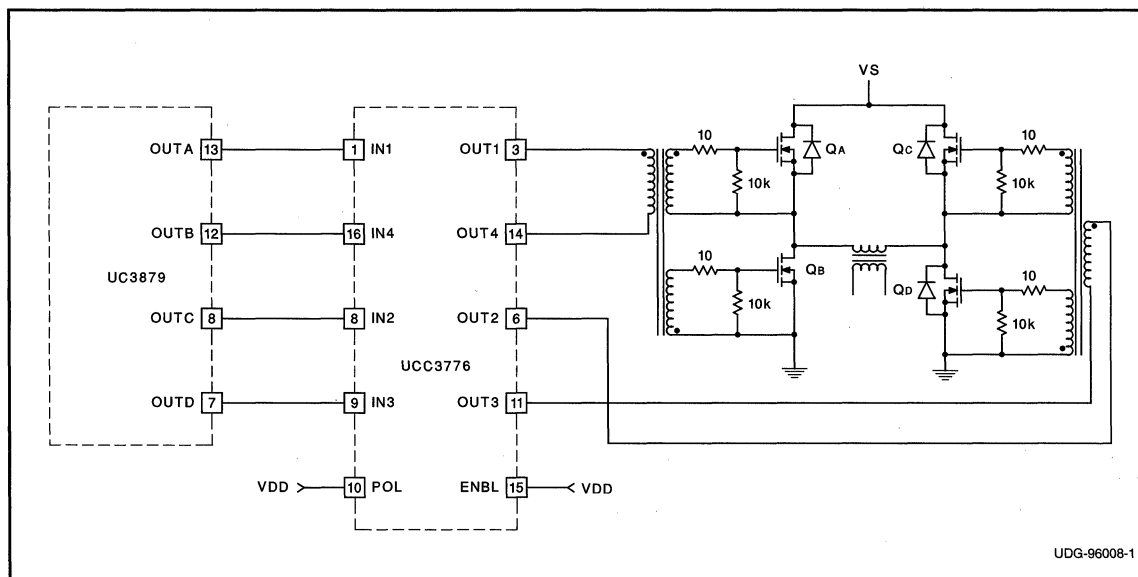 VS
OUTA 13 1 IN1 OUT1 3 10 QA QC 10
10k 10k
OUTB 12 16 IN4 OUT4 14
10 QB QD 10
UC3879
OUTC 8 8 IN2 OUT2 6 10k 10k
UCC3776
OUTD 7 9 IN3 OUT3 11
VDD 10 POL ENBL 15 VDD
UDG-96008-1